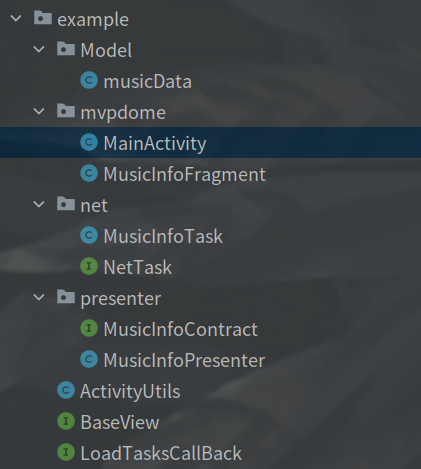 example
Model
C musicData
mvpdome
C MainActivity
C MusicInfoFragment
net
C MusicInfoTask
I NetTask
presenter
I MusicInfoContract
C MusicInfoPresenter
C ActivityUtils
I BaseView
I LoadTasksCallBack